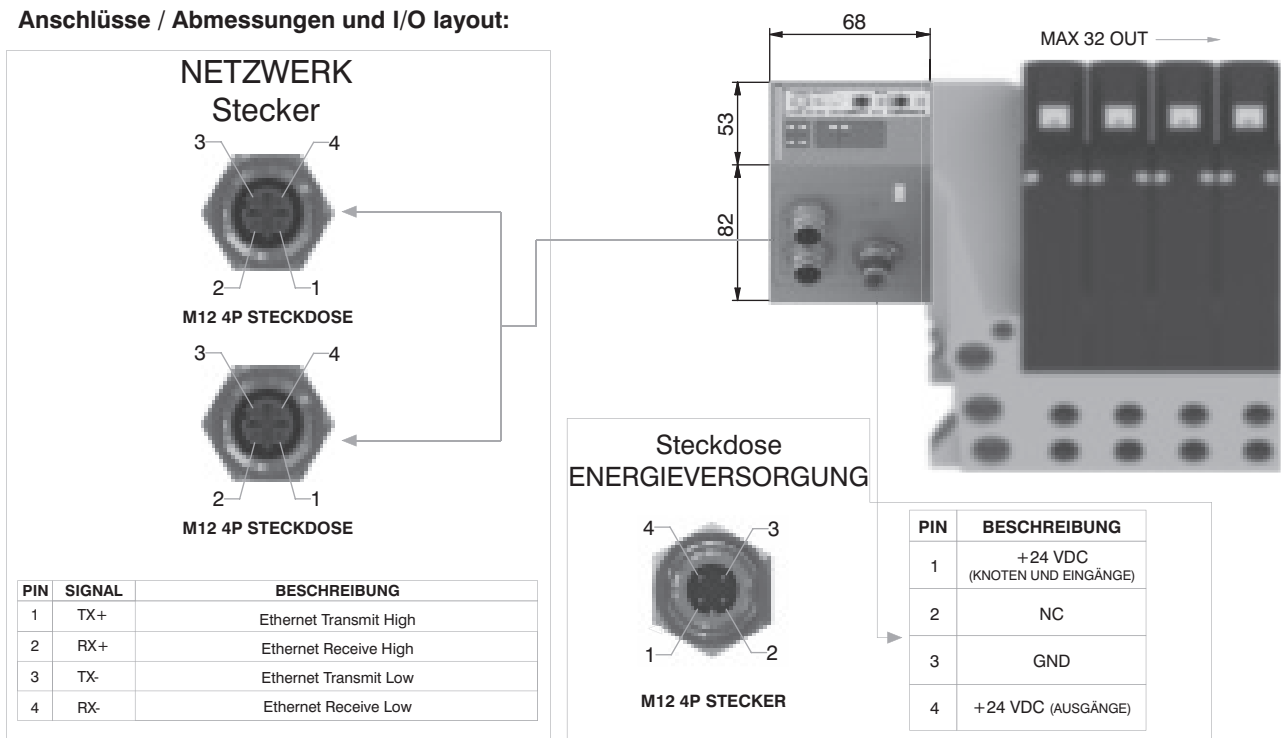 Anschlüsse / Abmessungen und I/O layout:
NETZWERK
Stecker
3
4
2
1
M12 4P STECKDOSE
3
4
2
1
M12 4P STECKDOSE
PIN SIGNAL BESCHREIBUNG
1 TX+ Ethernet Transmit High
2 RX+ Ethernet Receive High
3 TX- Ethernet Transmit Low
4 RX- Ethernet Receive Low
68
MAX 32 OUT
53
82
Steckdose
ENERGIEVERSORGUNG
4
3
1
2
M12 4P STECKER
PIN BESCHREIBUNG
1 +24 VDC
(KNOTEN UND EINGÄNGE)
2 NC
3 GND
4 +24 VDC (AUSGÄNGE)